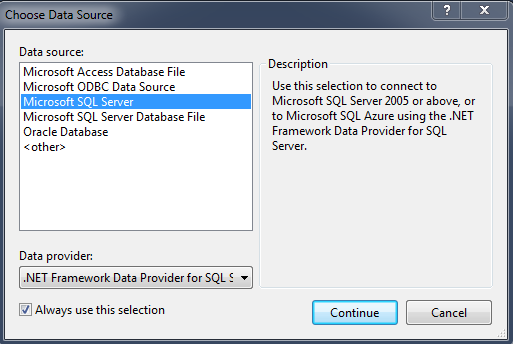 Choose Data Source
?
Data source:
Microsoft Access Database File
Microsoft ODBC Data Source
Microsoft SQL Server
Microsoft SQL Server Database File
Oracle Database
<other>
Description
Use this selection to connect to
Microsoft SQL Server 2005 or above, or
to Microsoft SQL Azure using the .NET
Framework Data Provider for SQL
Server.
Data provider:
.NET Framework Data Provider for SQL S
Always use this selection
Continue
Cancel